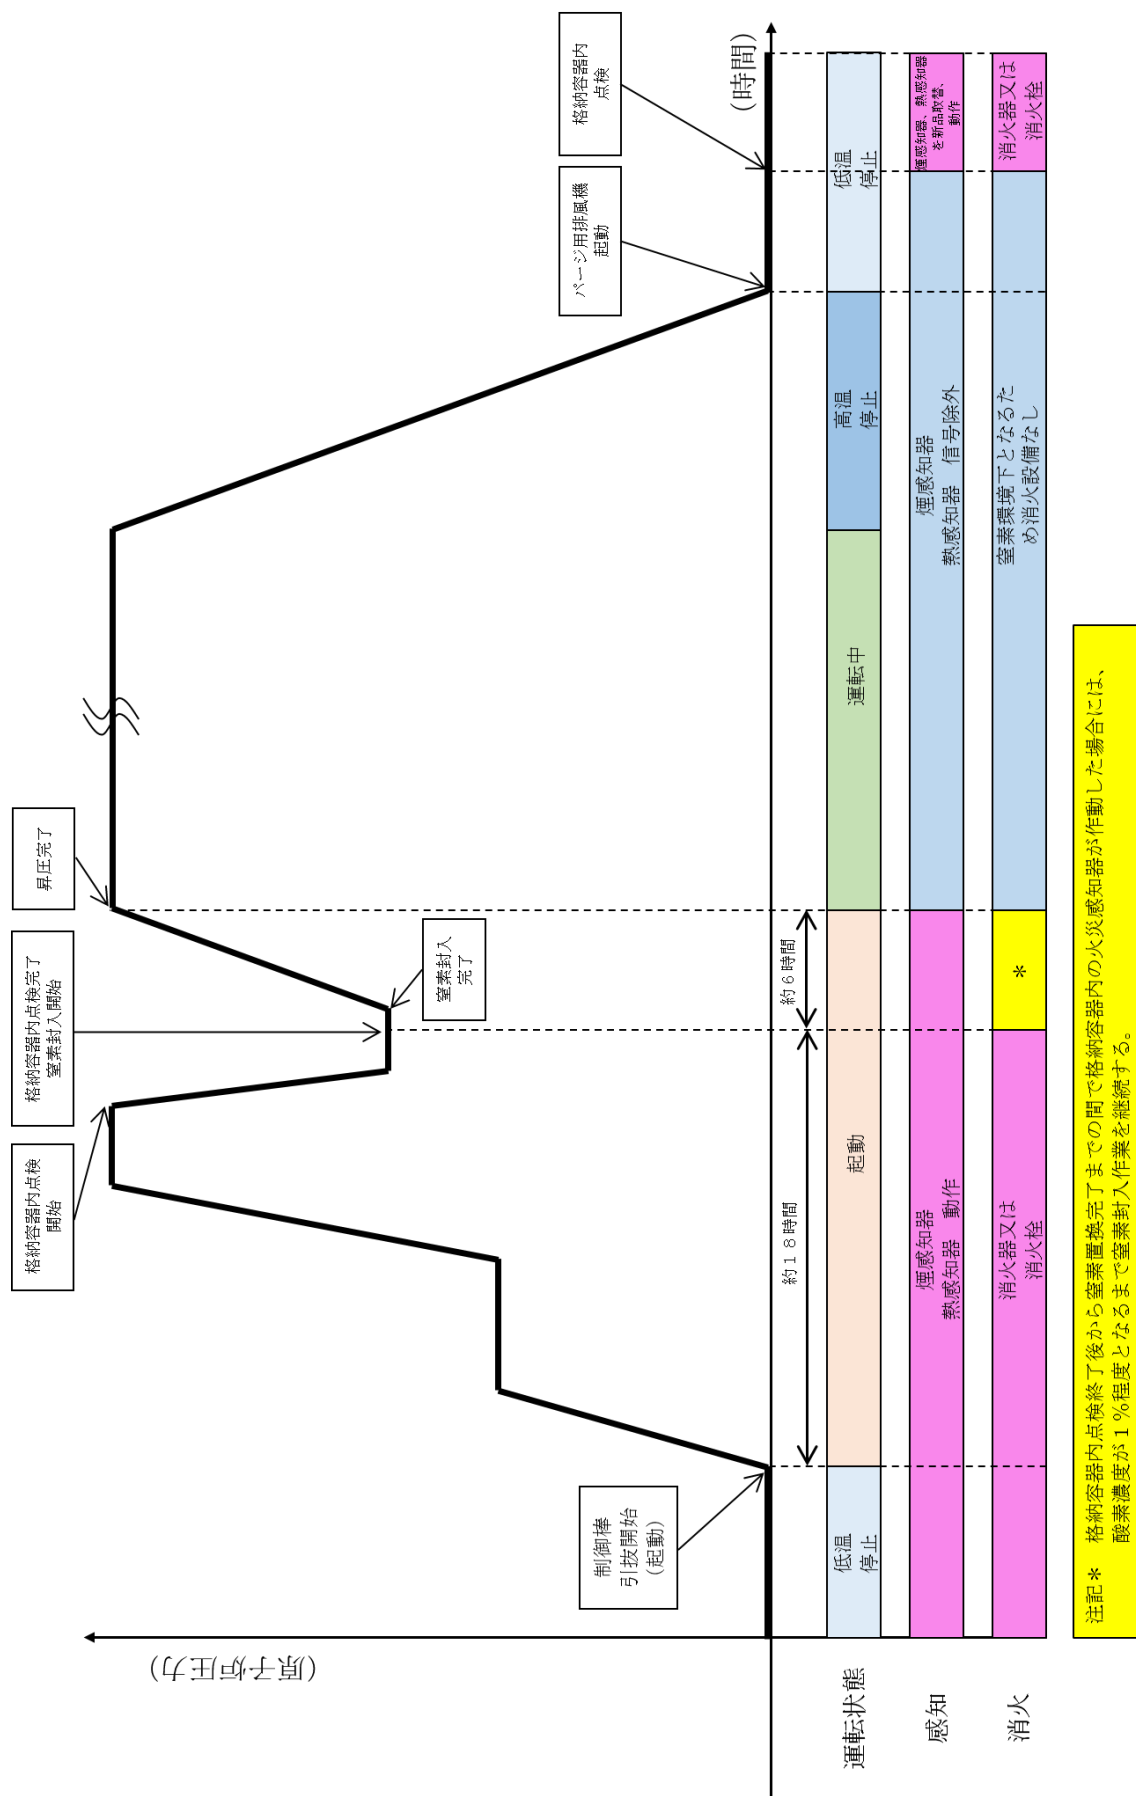 (原子炉圧力)
制御棒
引抜開始
(起動)
格納容器内点検
開始
格納容器内点検完了
窒素封入開始
窒素封入
完了
昇圧完了
パージ用排風機
起動
格納容器内
点検
(時間)
約18時間
約6時間
運転状態
低温
停止
起動
運転中
高温
停止
低温
停止
感知
煙感知器
熱感知器 動作
煙感知器
熱感知器 信号除外
煙感知器、熱感知器
を新品取替、
動作
消火
消火器又は
消火栓
*
窒素環境下となるた
め消火設備なし
消火器又は
消火栓
注記* 格納容器内点検終了後から窒素置換完了までの間で格納容器内の火災感知器が作動した場合には、
酸素濃度が1%程度となるまで窒素封入作業を継続する。